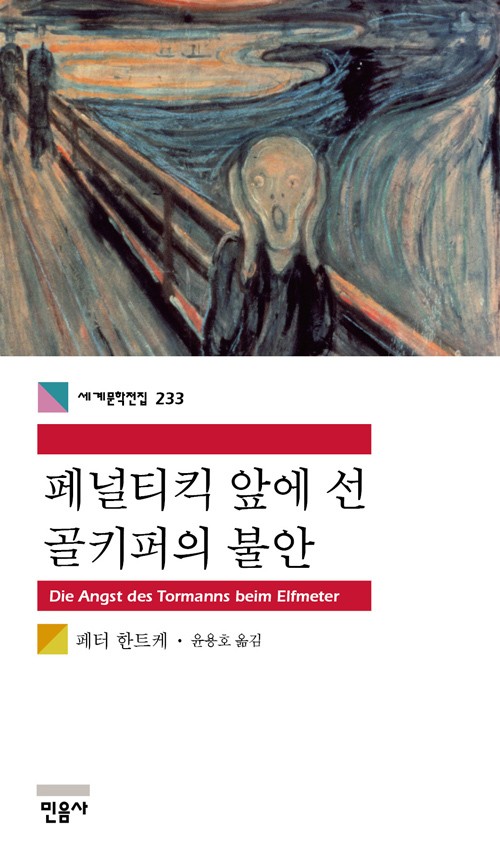 세계문학전집 233
페널티킥 앞에 선
골키퍼의 불안
Die Angst des Tormanns beim Elfmeter
페터 한트케 · 윤용호 옮김
민음사